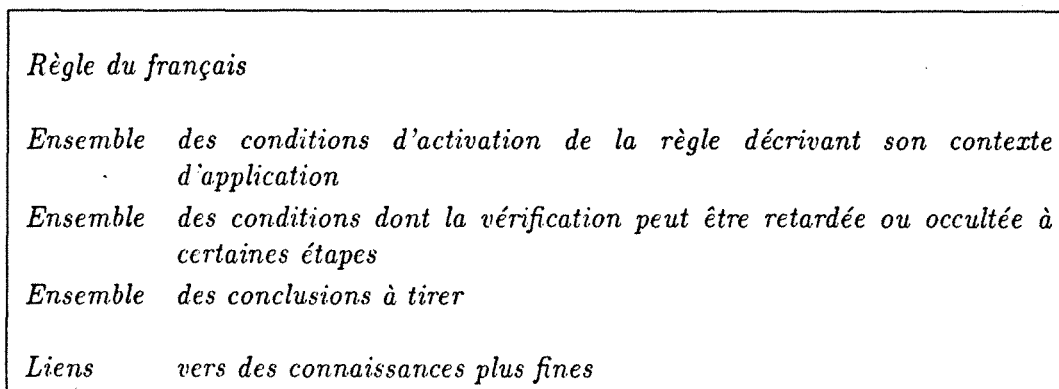 Règle du français
Ensemble des conditions d'activation de la règle décrivant son contexte
d'application
Ensemble des conditions dont la vérification peut être retardée ou occultée à
certaines étapes
Ensemble des conclusions à tirer
Liens vers des connaissances plus fines